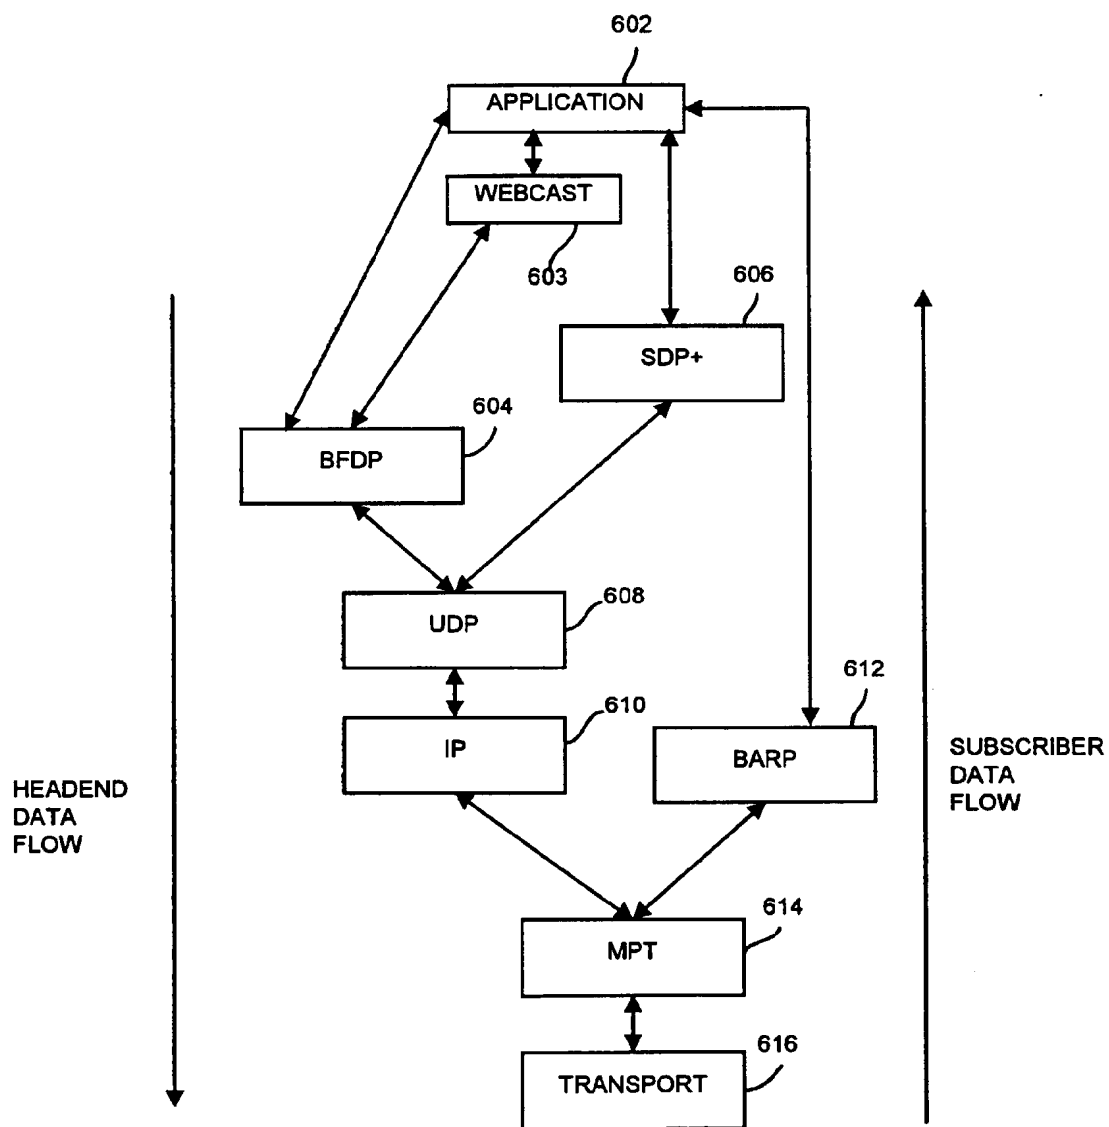 602
APPLICATION
WEBCAST
603
606
SDP+
604
BFDP
608
UDP
612
610
IP
BARP
HEADEND
DATA
FLOW
SUBSCRIBER
DATA
FLOW
614
MPT
616
TRANSPORT